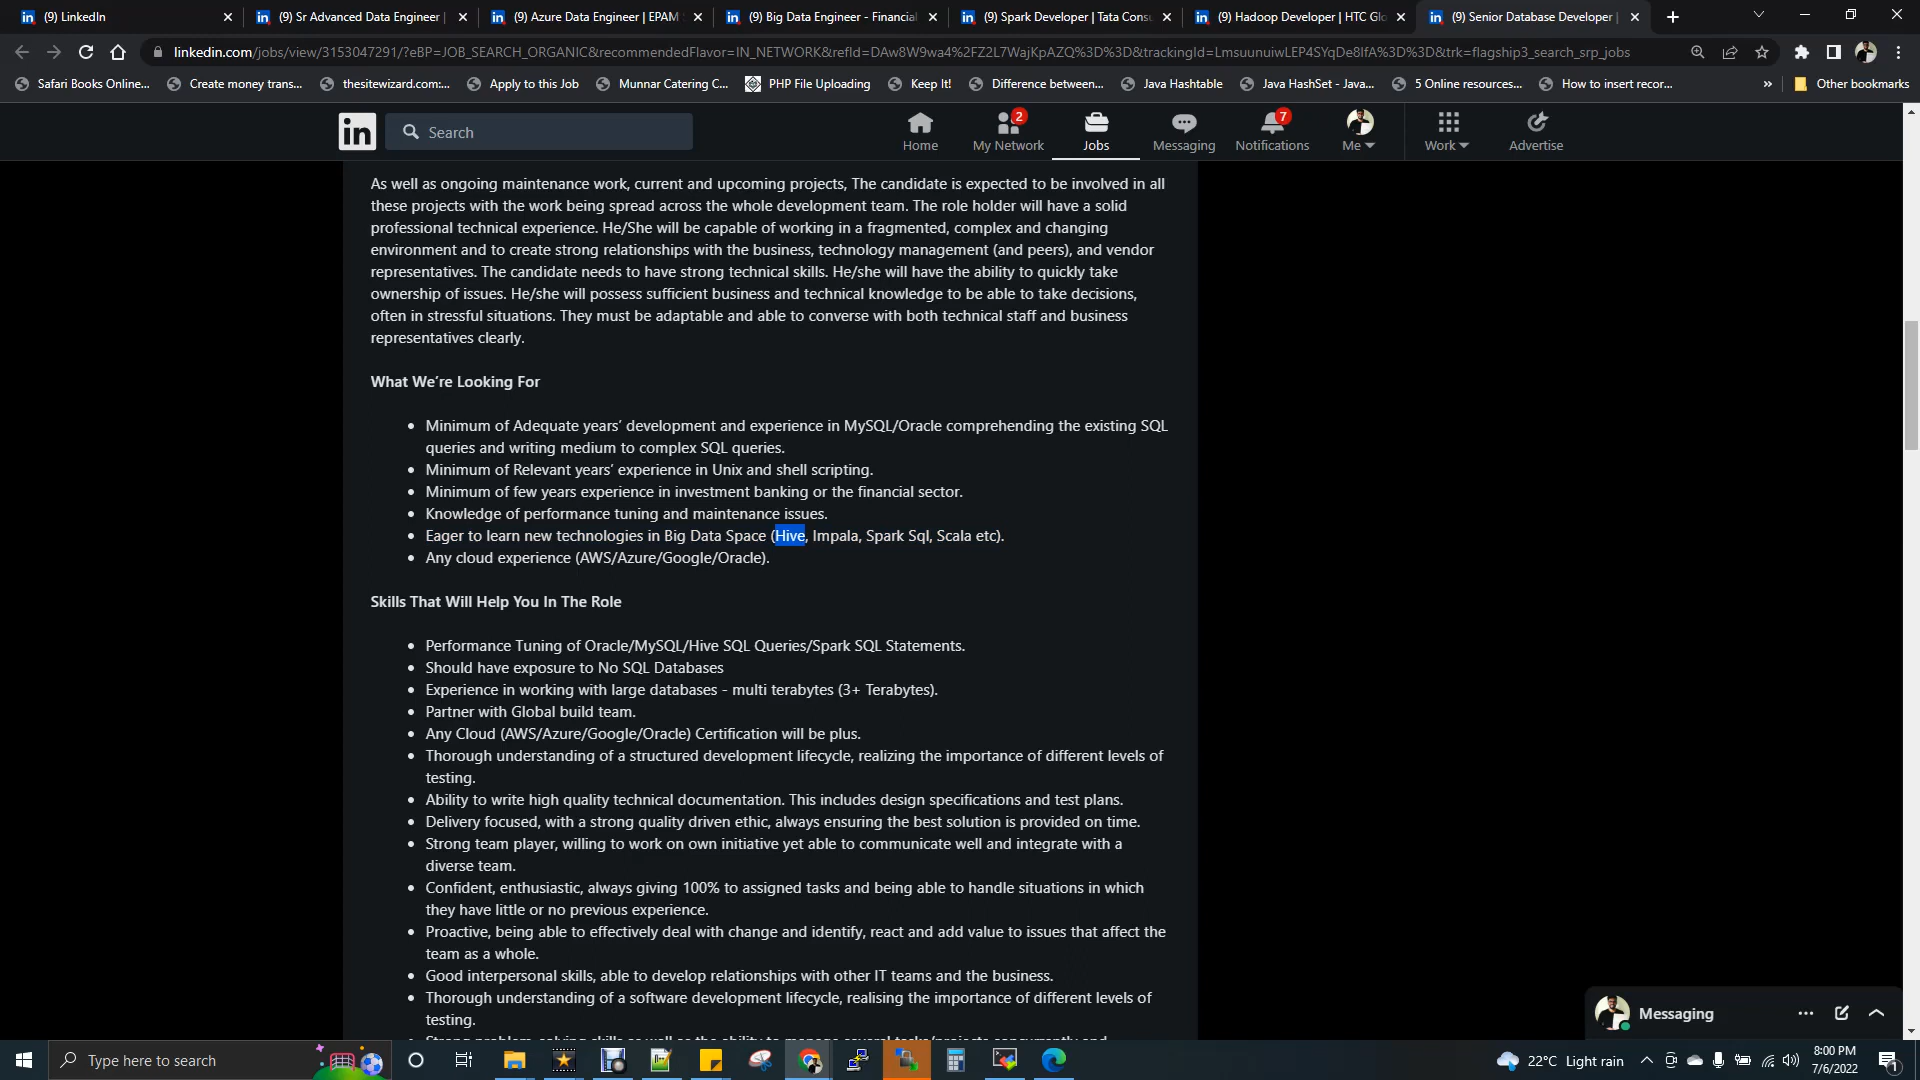 (9) LinkedIn
(9) Sr Advanced Data Engineer |
(9) Azure Data Engineer | EPAM
(9) Big Data Engineer - Financial
(9) Spark Developer | Tata Consu
(9) Hadoop Developer | HTC Glo
(9) Senior Database Developer |
linkedin.com/jobs/view/3153047291/?eBP=JOB_SEARCH_ORGANIC&recommendedFlavor=IN_NETWORK&refId=DAw8W9wa4%2FZ2L7WajKpAZQ%3D%3D&trackingId=LmsuunuiwLEP4SYqDe8IfA%3D%3D&trk=flagship3_search_srp_jobs
Safari Books Online...
Create money trans...
thesitewizard.com:...
Apply to this Job
Munnar Catering C...
PHP File Uploading
Keep It!
Difference between...
Java Hashtable
Java HashSet - Java...
5 Online resources...
How to insert recor...
»
Other bookmarks
in
Search
Home
2
My Network
Jobs
Messaging
7
Notifications
Me
Work
Advertise
As well as ongoing maintenance work, current and upcoming projects, The candidate is expected to be involved in all
these projects with the work being spread across the whole development team. The role holder will have a solid
professional technical experience. He/She will be capable of working in a fragmented, complex and changing
environment and to create strong relationships with the business, technology management (and peers), and vendor
representatives. The candidate needs to have strong technical skills. He/she will have the ability to quickly take
ownership of issues. He/she will possess sufficient business and technical knowledge to be able to take decisions,
often in stressful situations. They must be adaptable and able to converse with both technical staff and business
representatives clearly.
What We're Looking For
• Minimum of Adequate years' development and experience in MySQL/Oracle comprehending the existing SQL
queries and writing medium to complex SQL queries.
• Minimum of Relevant years' experience in Unix and shell scripting.
• Minimum of few years experience in investment banking or the financial sector.
• Knowledge of performance tuning and maintenance issues.
• Eager to learn new technologies in Big Data Space (Hive, Impala, Spark Sql, Scala etc).
• Any cloud experience (AWS/Azure/Google/Oracle).
Skills That Will Help You In The Role
• Performance Tuning of Oracle/MySQL/Hive SQL Queries/Spark SQL Statements.
• Should have exposure to No SQL Databases
• Experience in working with large databases - multi terabytes (3+ Terabytes).
• Partner with Global build team.
• Any Cloud (AWS/Azure/Google/Oracle) Certification will be plus.
• Thorough understanding of a structured development lifecycle, realizing the importance of different levels of
testing.
• Ability to write high quality technical documentation. This includes design specifications and test plans.
• Delivery focused, with a strong quality driven ethic, always ensuring the best solution is provided on time.
• Strong team player, willing to work on own initiative yet able to communicate well and integrate with a
diverse team.
• Confident, enthusiastic, always giving 100% to assigned tasks and being able to handle situations in which
they have little or no previous experience.
• Proactive, being able to effectively deal with change and identify, react and add value to issues that affect the
team as a whole.
• Good interpersonal skills, able to develop relationships with other IT teams and the business.
• Thorough understanding of a software development lifecycle, realising the importance of different levels of
testing.
Messaging
Type here to search
22°C Light rain
8:00 PM
7/6/2022
1